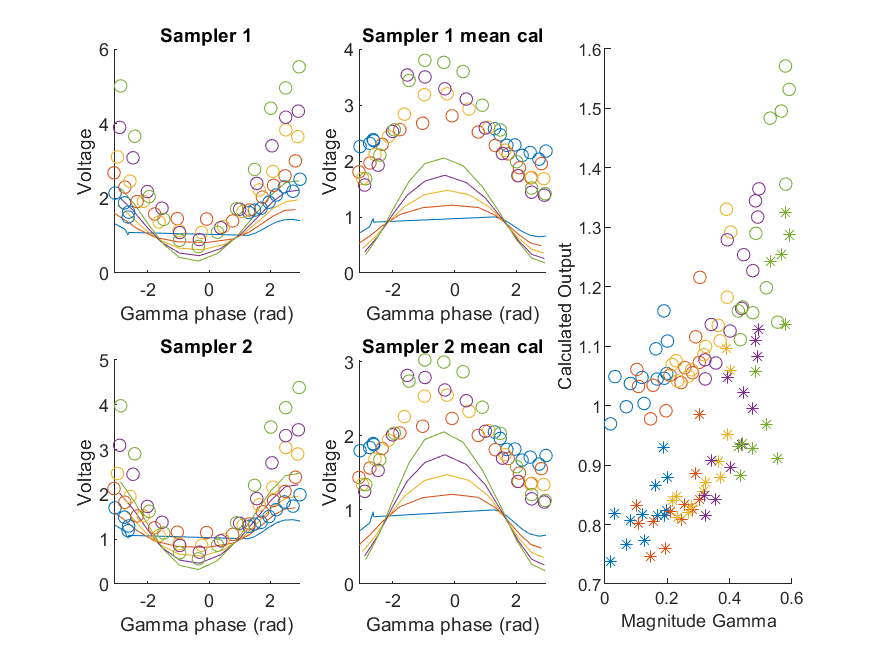 Sampler 1
6
4
2
0
Voltage
-2 0 2
Gamma phase (rad)
Sampler 1 mean cal
4
3
2
1
0
Voltage
-2 0 2
Gamma phase (rad)
Sampler 2
5
4
3
2
1
0
Voltage
-2 0 2
Gamma phase (rad)
Sampler 2 mean cal
3
2
1
0
Voltage
-2 0 2
Gamma phase (rad)
1.6
1.5
1.4
1.3
1.2
1.1
1
0.9
0.8
0.7
Calculated Output
0 0.2 0.4 0.6
Magnitude Gamma